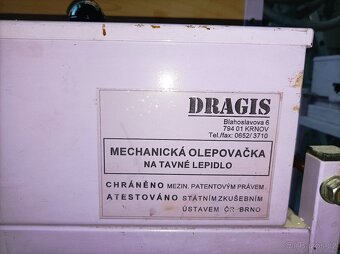 DRAGIS
Blahoslavova 6
794 01 KRNOV
Tel./fax: 0652/ 3710
MECHANICKÁ OLEPOVAČKA
NA TAVNÉ LEPIDLO
CHRÁNĚNO MEZIN. PATENTOVÝM PRÁVEM
ATESTOVÁNO STÁTNÍM ZKUŠEBNÍM
ÚSTAVEM ČR BRNO